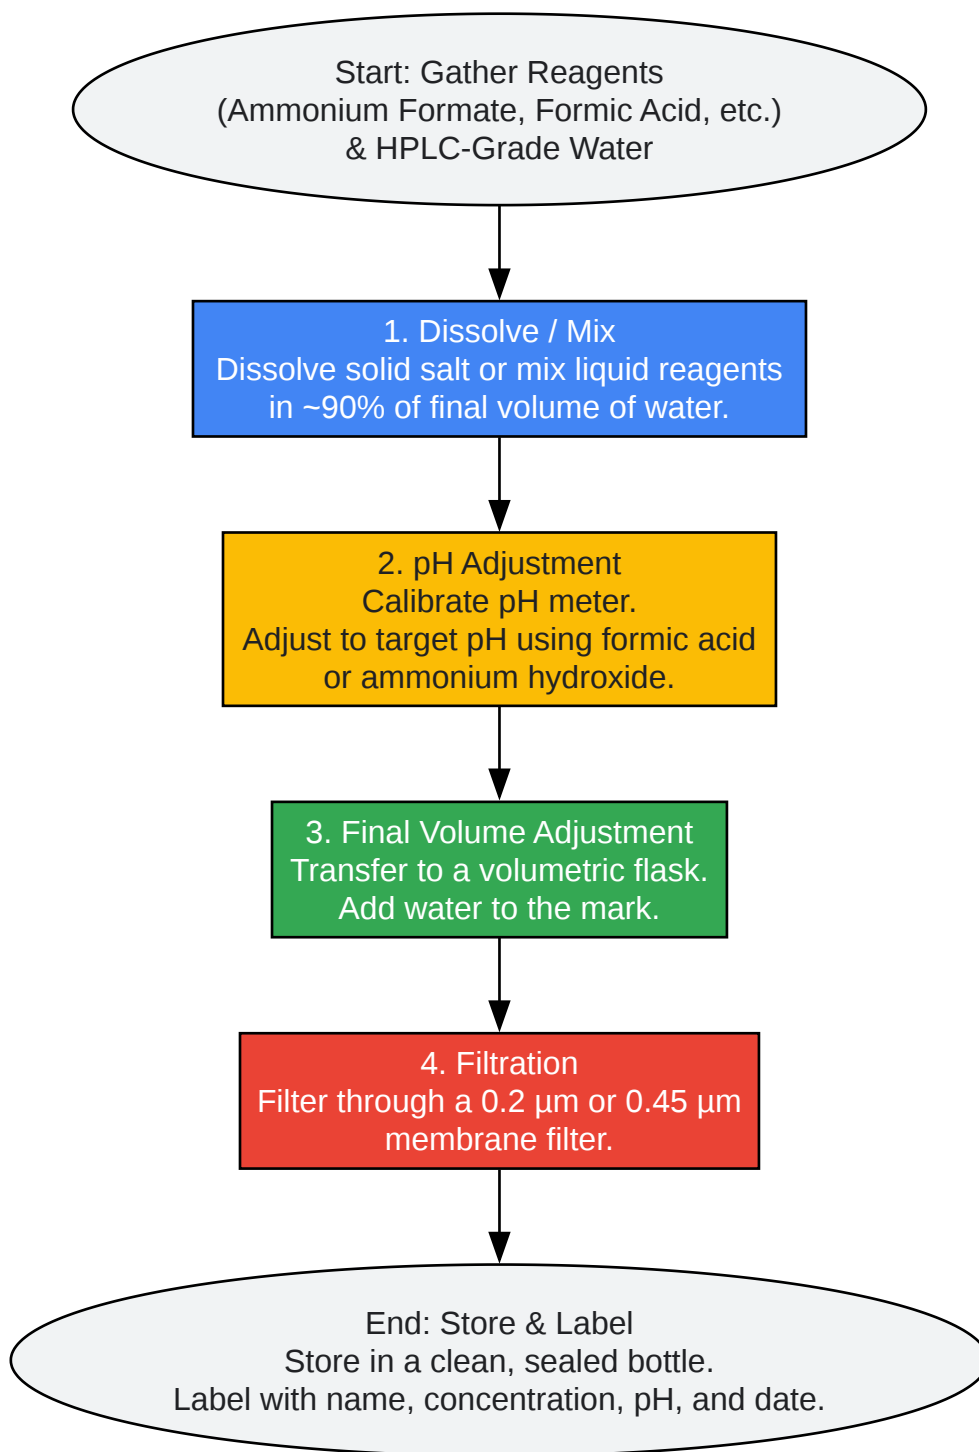 Start: Gather Reagents
(Ammonium Formate, Formic Acid, etc.)
& HPLC-Grade Water
1. Dissolve / Mix
Dissolve solid salt or mix liquid reagents
in ~90% of final volume of water.
2. pH Adjustment
Calibrate pH meter.
Adjust to target pH using formic acid
or ammonium hydroxide.
3. Final Volume Adjustment
Transfer to a volumetric flask.
Add water to the mark.
4. Filtration
Filter through a 0.2 µm or 0.45 µm
membrane filter.
End: Store & Label
Store in a clean, sealed bottle.
Label with name, concentration, pH, and date.